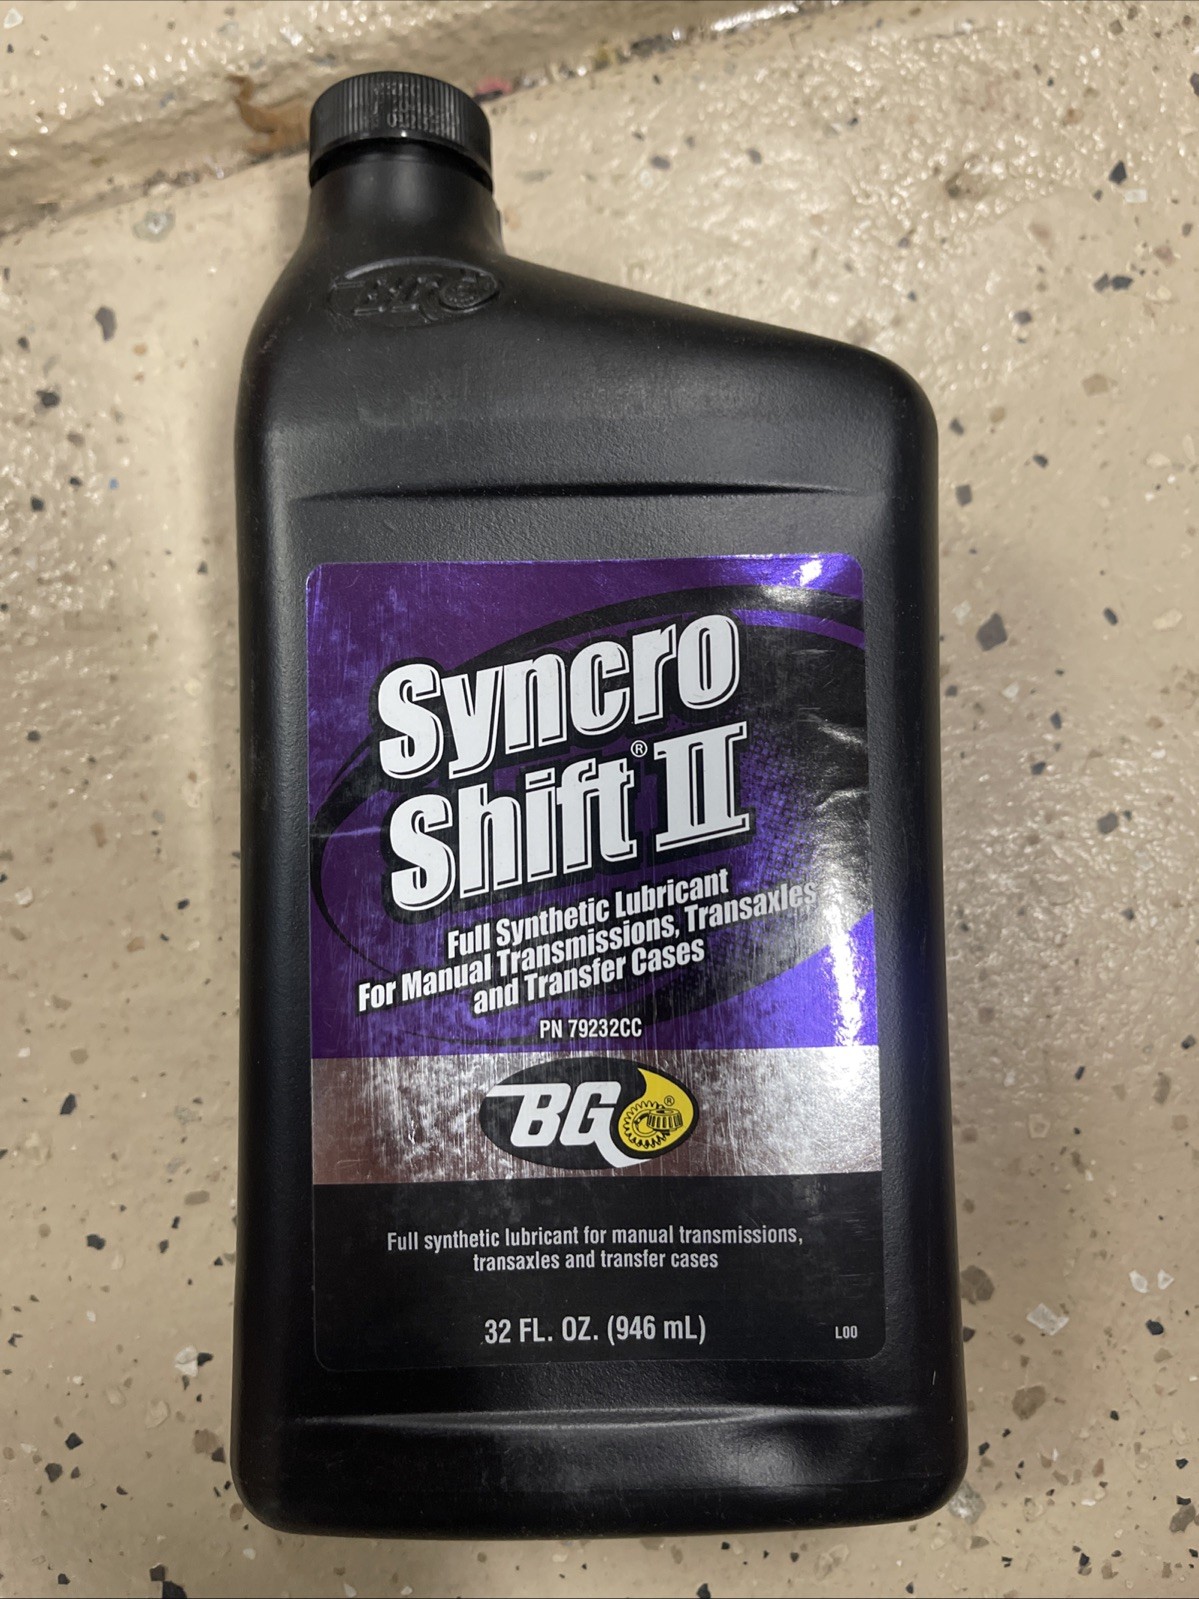 Syncro
Shift® II
Full Synthetic Lubricant
For Manual Transmissions, Transaxles
and Transfer Cases
PN 79232CC
BG®
Full synthetic lubricant for manual transmissions,
transaxles and transfer cases
32 FL. OZ. (946 mL)
L00